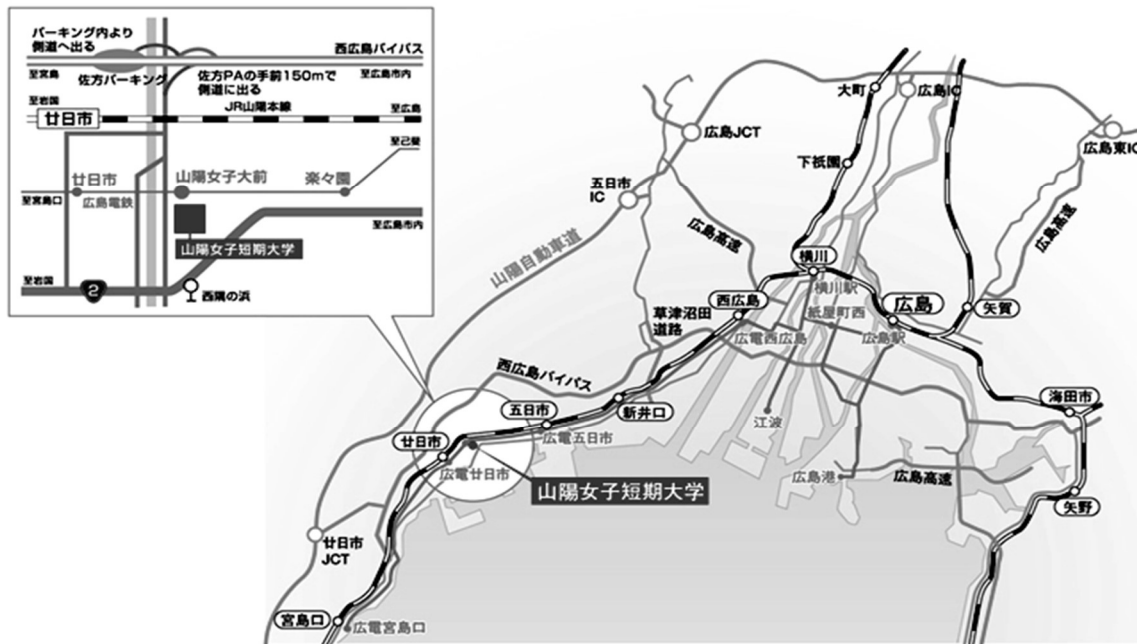 パーキング内より
側道へ出る
西広島バイパス
至宮島
佐方パーキング
佐方PAの手前150mで
側道に出る
至広島市内
至岩国
JR山陽本線
至広島
廿日市
至己斐
廿日市
山陽女子大前
楽々園
至宮島口
広島電鉄
至広島市内
山陽女子短期大学
至岩国
2
西隅の浜
大町
広島IC
広島JCT
広島東IC
下祇園
五日市
IC
広島高速
広島高速
山陽自動車道
横川
横川駅
西広島
草津沼田
道路
紙屋町西
広島
矢賀
広電西広島
広島駅
西広島バイパス
海田市
五日市
新井口
江波
広電五日市
廿日市
広電廿日市
広島港
広島高速
山陽女子短期大学
矢野
廿日市
JCT
宮島口
広電宮島口